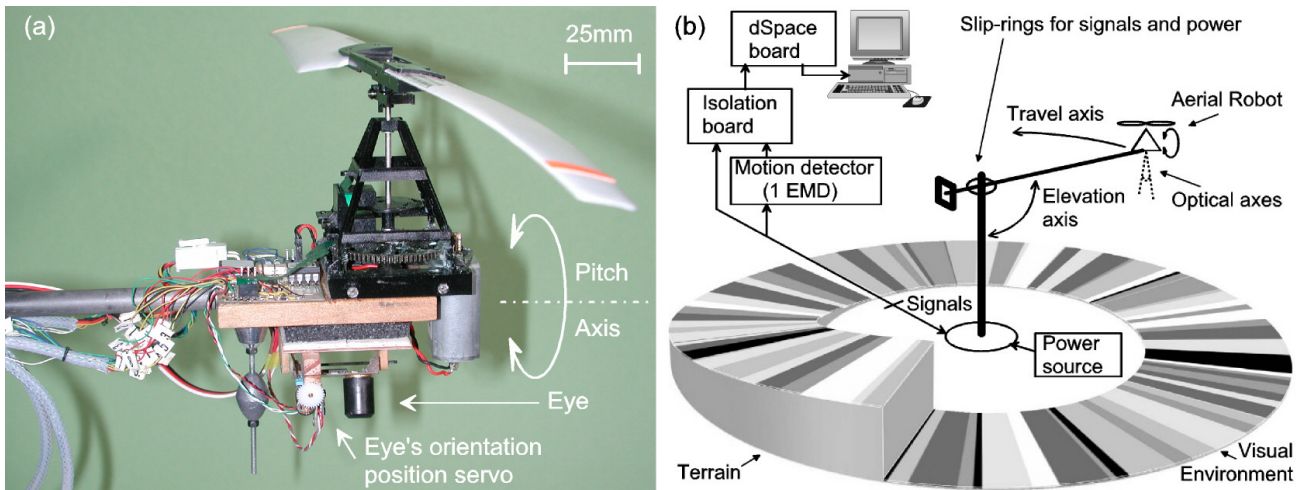 (a)
25mm
Pitch
Axis
Eye
Eye's orientation
position servo
(b)
dSpace
board
Slip-rings for signals and power
Isolation
board
Travel axis
Aerial Robot
Motion detector
(1 EMD)
Elevation
axis
Optical axes
Signals
Power
source
Terrain
Visual
Environment